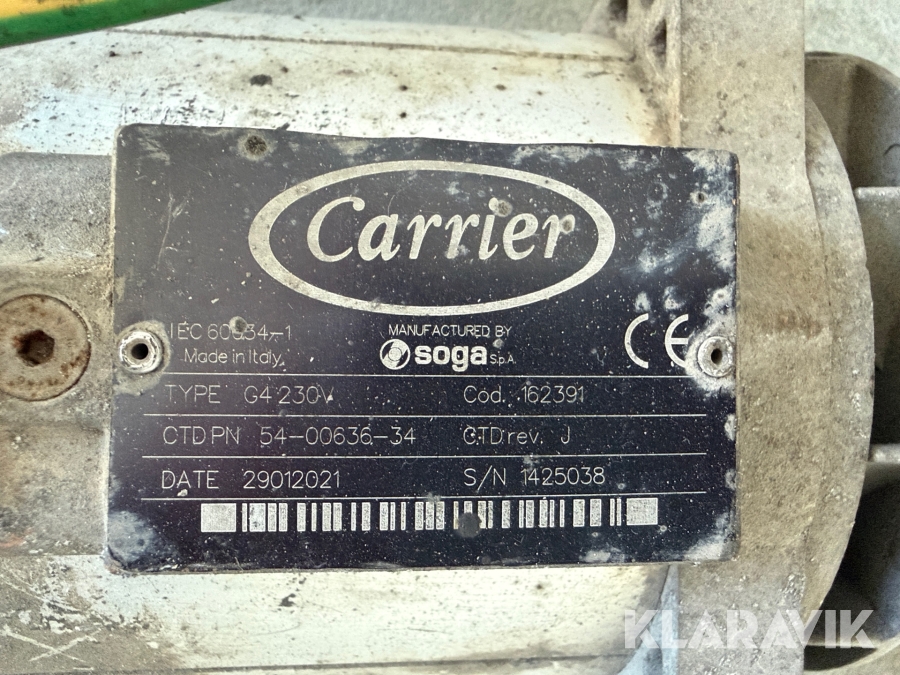 Carrier
IEC 60034-1
MANUFACTURED BY
Made in Italy
soga S.p.A.
CE
TYPE G4 230V Cod. 162391
CTD PN 54-00636-34 CTD rev. J
DATE 29012021 S/N 1425038
KLARAVIK